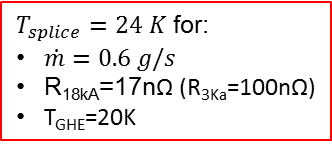 T_splice = 24 K for:
• ṁ = 0.6 g/s
• R_18kA=17nΩ (R_3Ka=100nΩ)
• T_GHE=20K